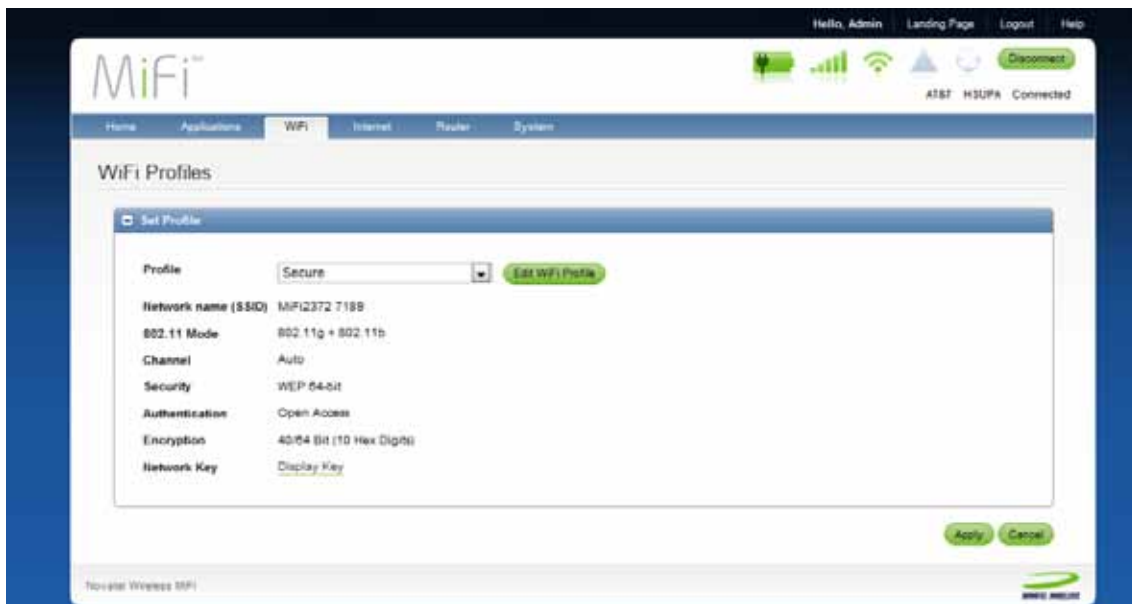 Hello, Admin Landing Page Logout Help
MiFi™
Disconnect
AT&T HSUPA Connected
Home Applications WiFi Internet Router System
WiFi Profiles
Set Profile
Profile Secure Edit WiFi Profile
Network name (SSID) MiFi2372 7189
802.11 Mode 802.11g + 802.11b
Channel Auto
Security WEP 64-bit
Authentication Open Access
Encryption 40/64 Bit (10 Hex Digits)
Network Key Display Key
Apply Cancel
Novatel Wireless MiFi
NOVATEL WIRELESS